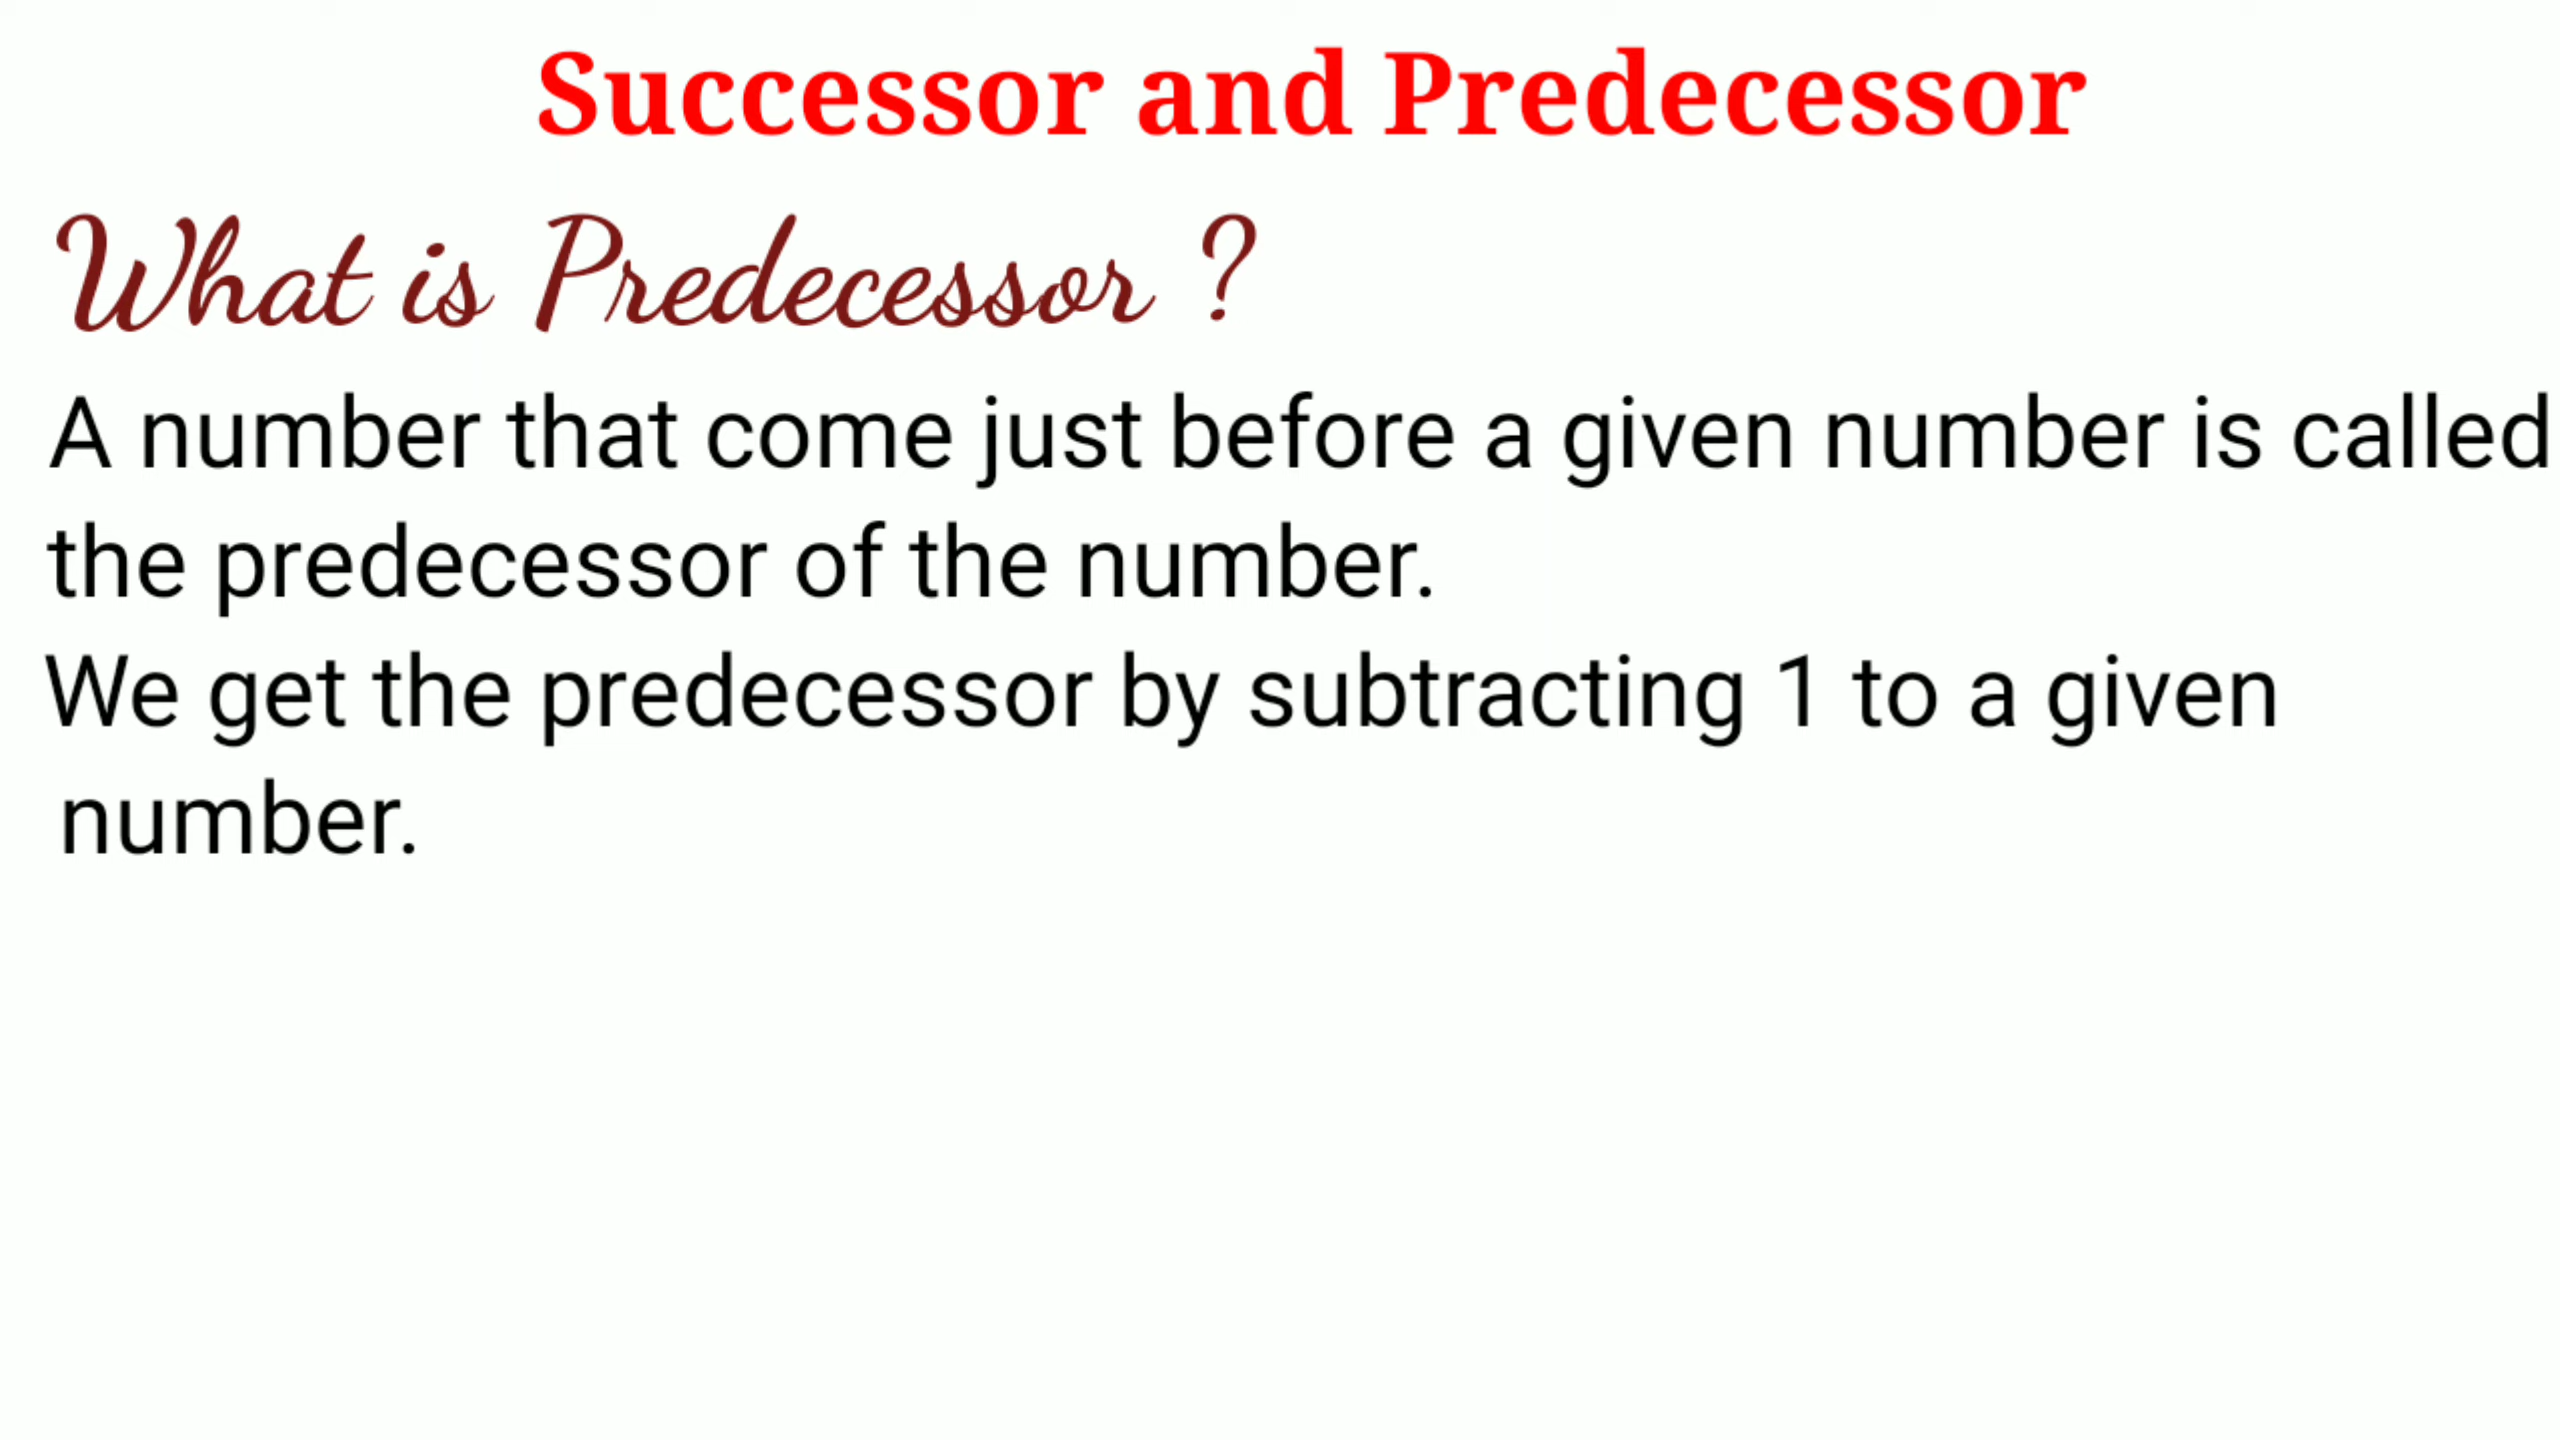 Successor and Predecessor
What is Predecessor ?
A number that come just before a given number is called
the predecessor of the number.
We get the predecessor by subtracting 1 to a given
number.